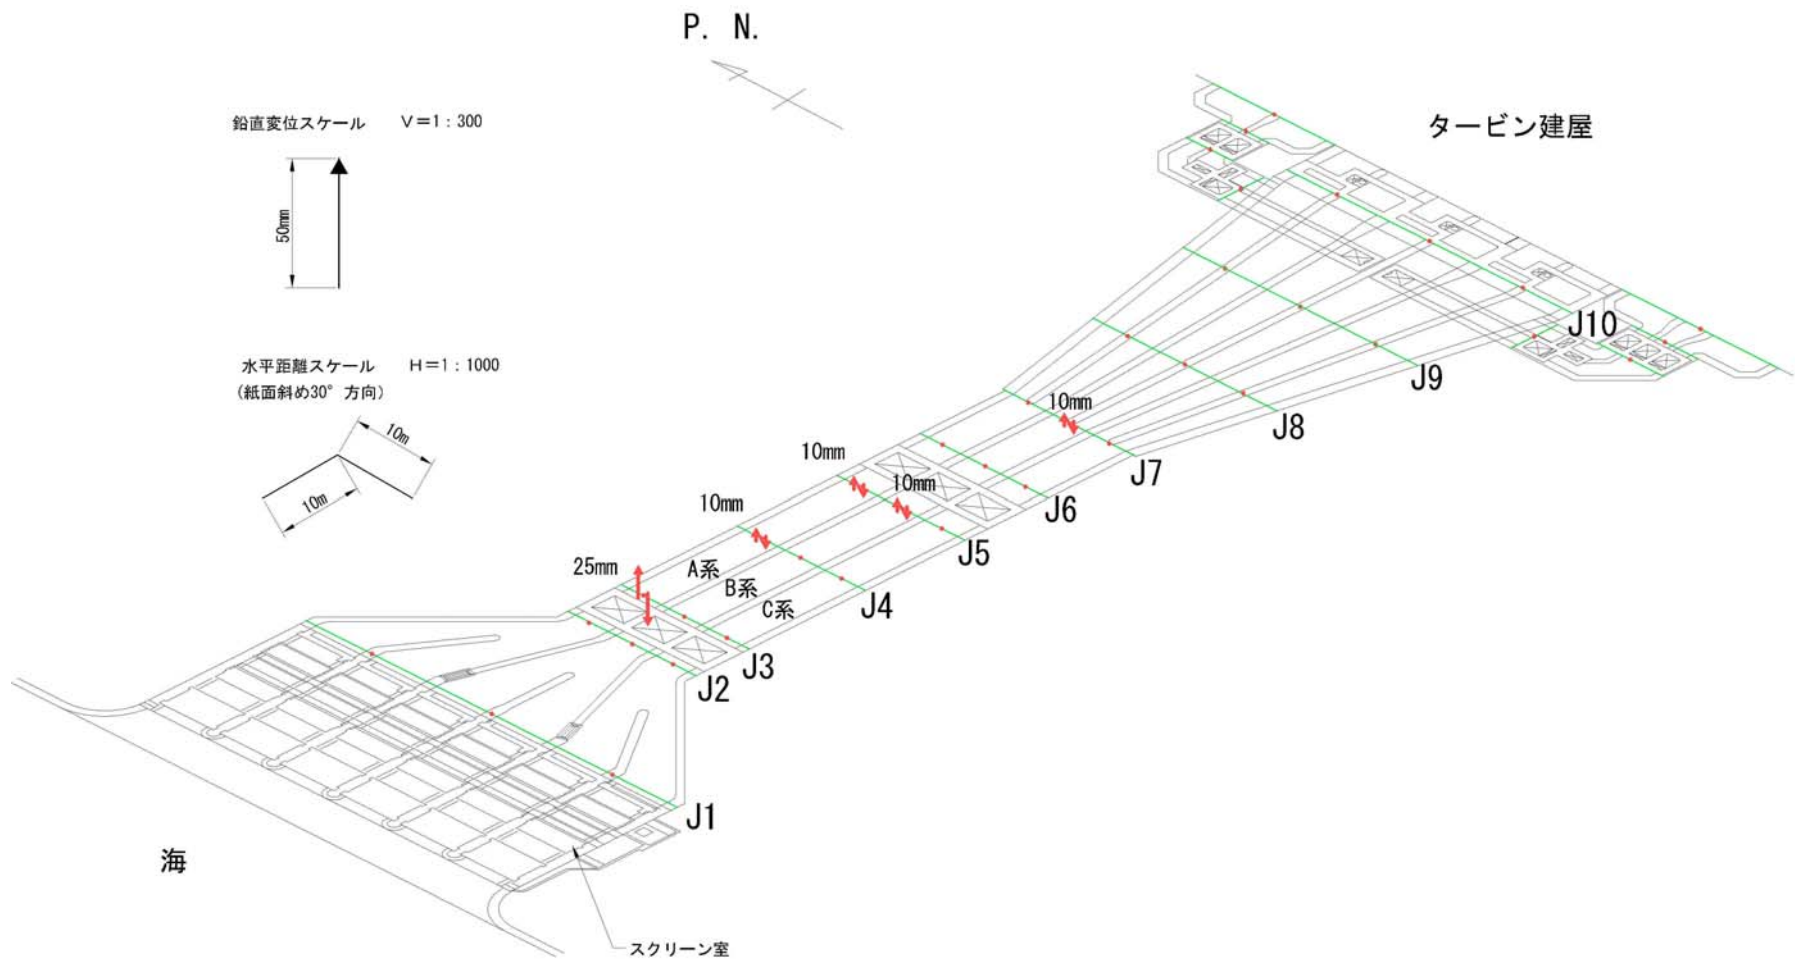 P. N.
鉛直変位スケール V=1:300
50mm
水平距離スケール H=1:1000
(紙面斜め30°方向)
10m
10m
タービン建屋
J10
J9
J8
10mm
J7
10mm
10mm
J6
10mm
J5
25mm
A系
B系
C系
J4
J3
J2
J1
海
スクリーン室